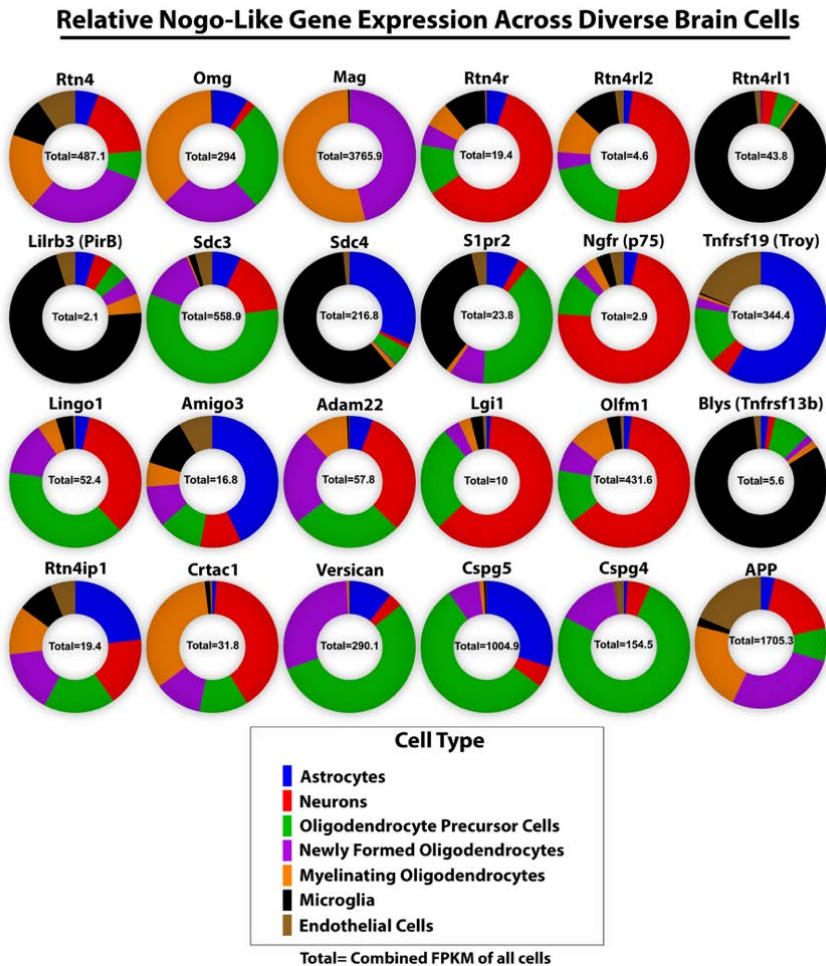 Relative Nogo-Like Gene Expression Across Diverse Brain Cells
Rtn4
Omg
Mag
Rtn4r
Rtn4rl2
Rtn4rl1
Total=487.1
Total=294
Total=3765.9
Total=19.4
Total=4.6
Total=43.8
Lilrb3 (PirB)
Sdc3
Sdc4
S1pr2
Ngfr (p75)
Tnfrsf19 (Troy)
Total=2.1
Total=558.9
Total=216.8
Total=23.8
Total=2.9
Total=344.4
Lingo1
Amigo3
Adam22
Lgi1
Olfm1
Blys (Tnfrsf13b)
Total=52.4
Total=16.8
Total=57.8
Total=10
Total=431.6
Total=5.6
Rtn4ip1
Crtac1
Versican
Cspg5
Cspg4
APP
Total=19.4
Total=31.8
Total=290.1
Total=1004.9
Total=154.5
Total=1705.3
Cell Type
Astrocytes
Neurons
Oligodendrocyte Precursor Cells
Newly Formed Oligodendrocytes
Myelinating Oligodendrocytes
Microglia
Endothelial Cells
Total= Combined FPKM of all cells